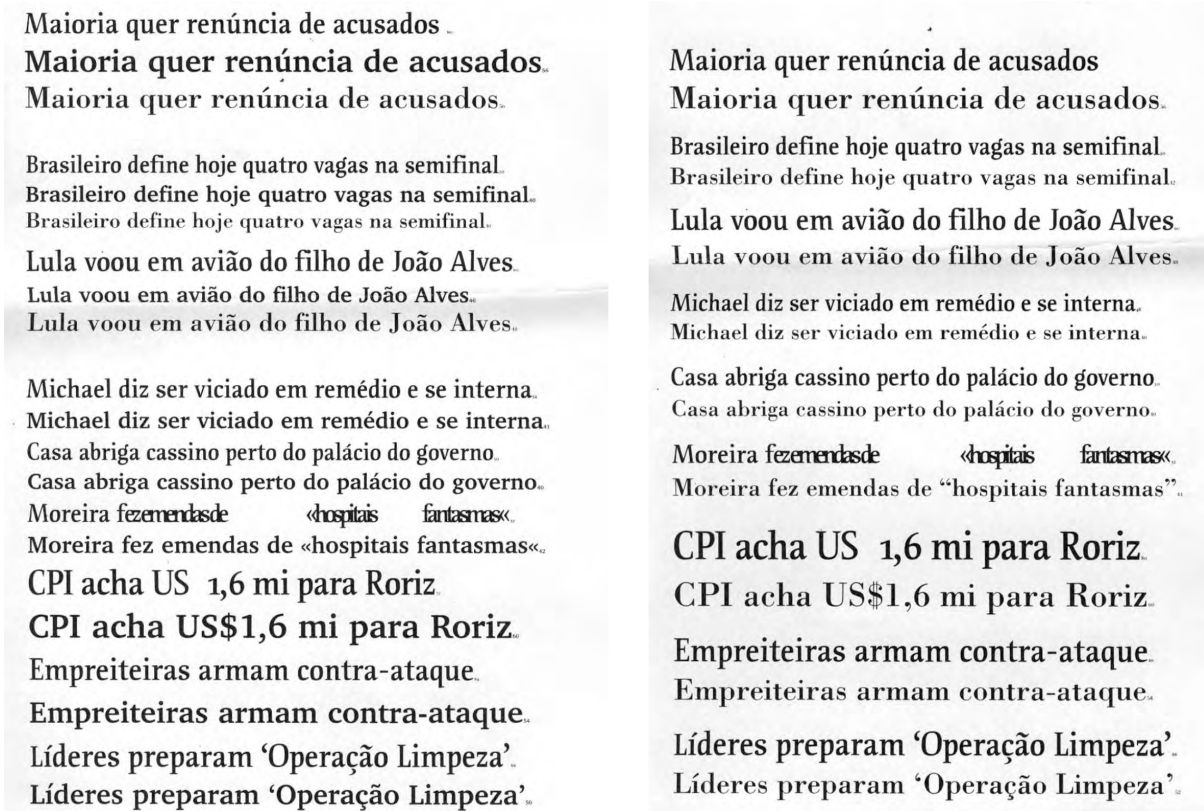 Maioria quer renúncia de acusados
Maioria quer renúncia de acusados
Maioria quer renúncia de acusados
Brasileiro define hoje quatro vagas na semifinal
Brasileiro define hoje quatro vagas na semifinal
Brasileiro define hoje quatro vagas na semifinal
Lula voou em avião do filho de João Alves
Lula voou em avião do filho de João Alves
Lula voou em avião do filho de João Alves
Michael diz ser viciado em remédio e se interna
Michael diz ser viciado em remédio e se interna
Casa abriga cassino perto do palácio do governo
Casa abriga cassino perto do palácio do governo
Moreira fezemendasde «hospitais fantasmas«
Moreira fez emendas de «hospitais fantasmas«
CPI acha US 1,6 mi para Roriz
CPI acha US$1,6 mi para Roriz
Empreiteiras armam contra-ataque
Empreiteiras armam contra-ataque
Líderes preparam ‘Operação Limpeza’
Líderes preparam ‘Operação Limpeza’
Maioria quer renúncia de acusados
Maioria quer renúncia de acusados
Brasileiro define hoje quatro vagas na semifinal
Brasileiro define hoje quatro vagas na semifinal
Lula voou em avião do filho de João Alves
Lula voou em avião do filho de João Alves
Michael diz ser viciado em remédio e se interna
Michael diz ser viciado em remédio e se interna
Casa abriga cassino perto do palácio do governo
Casa abriga cassino perto do palácio do governo
Moreira fezemendasde «hospitais fantasmas«
Moreira fez emendas de “hospitais fantasmas”
CPI acha US 1,6 mi para Roriz
CPI acha US$1,6 mi para Roriz
Empreiteiras armam contra-ataque
Empreiteiras armam contra-ataque
Líderes preparam ‘Operação Limpeza’
Líderes preparam ‘Operação Limpeza’